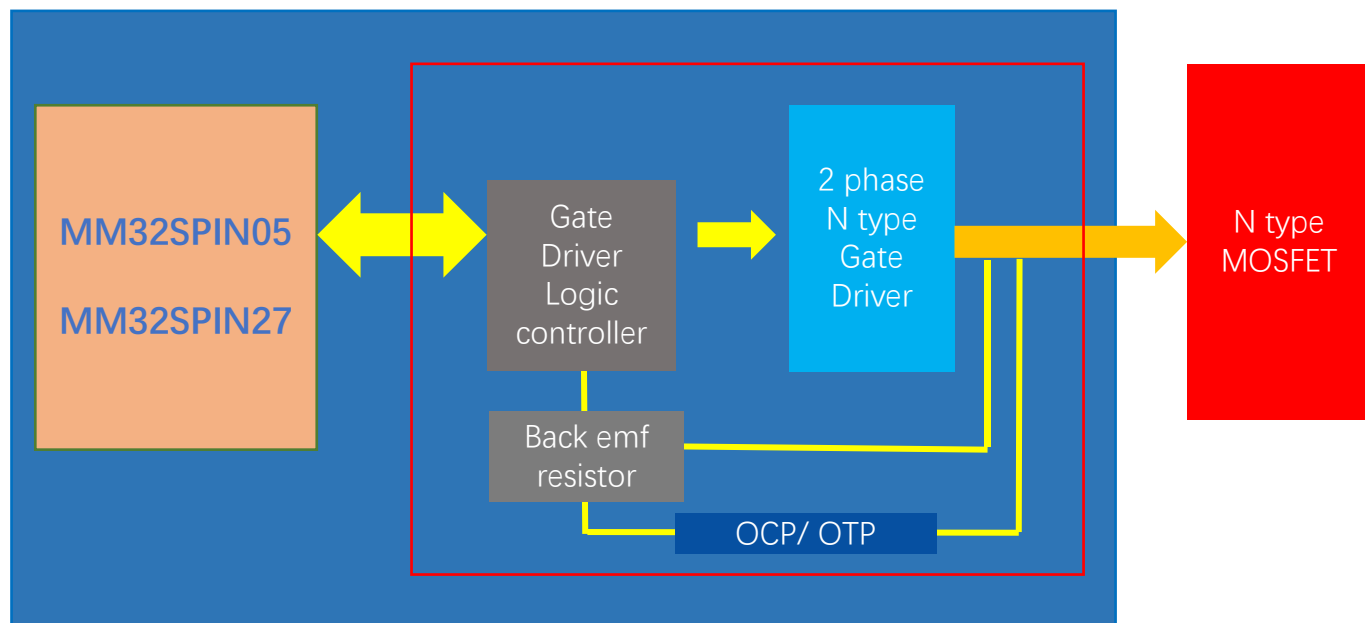 MM32SPIN05
MM32SPIN27
Gate
Driver
Logic
controller
2 phase
N type
Gate
Driver
N type
MOSFET
Back emf
resistor
OCP/ OTP